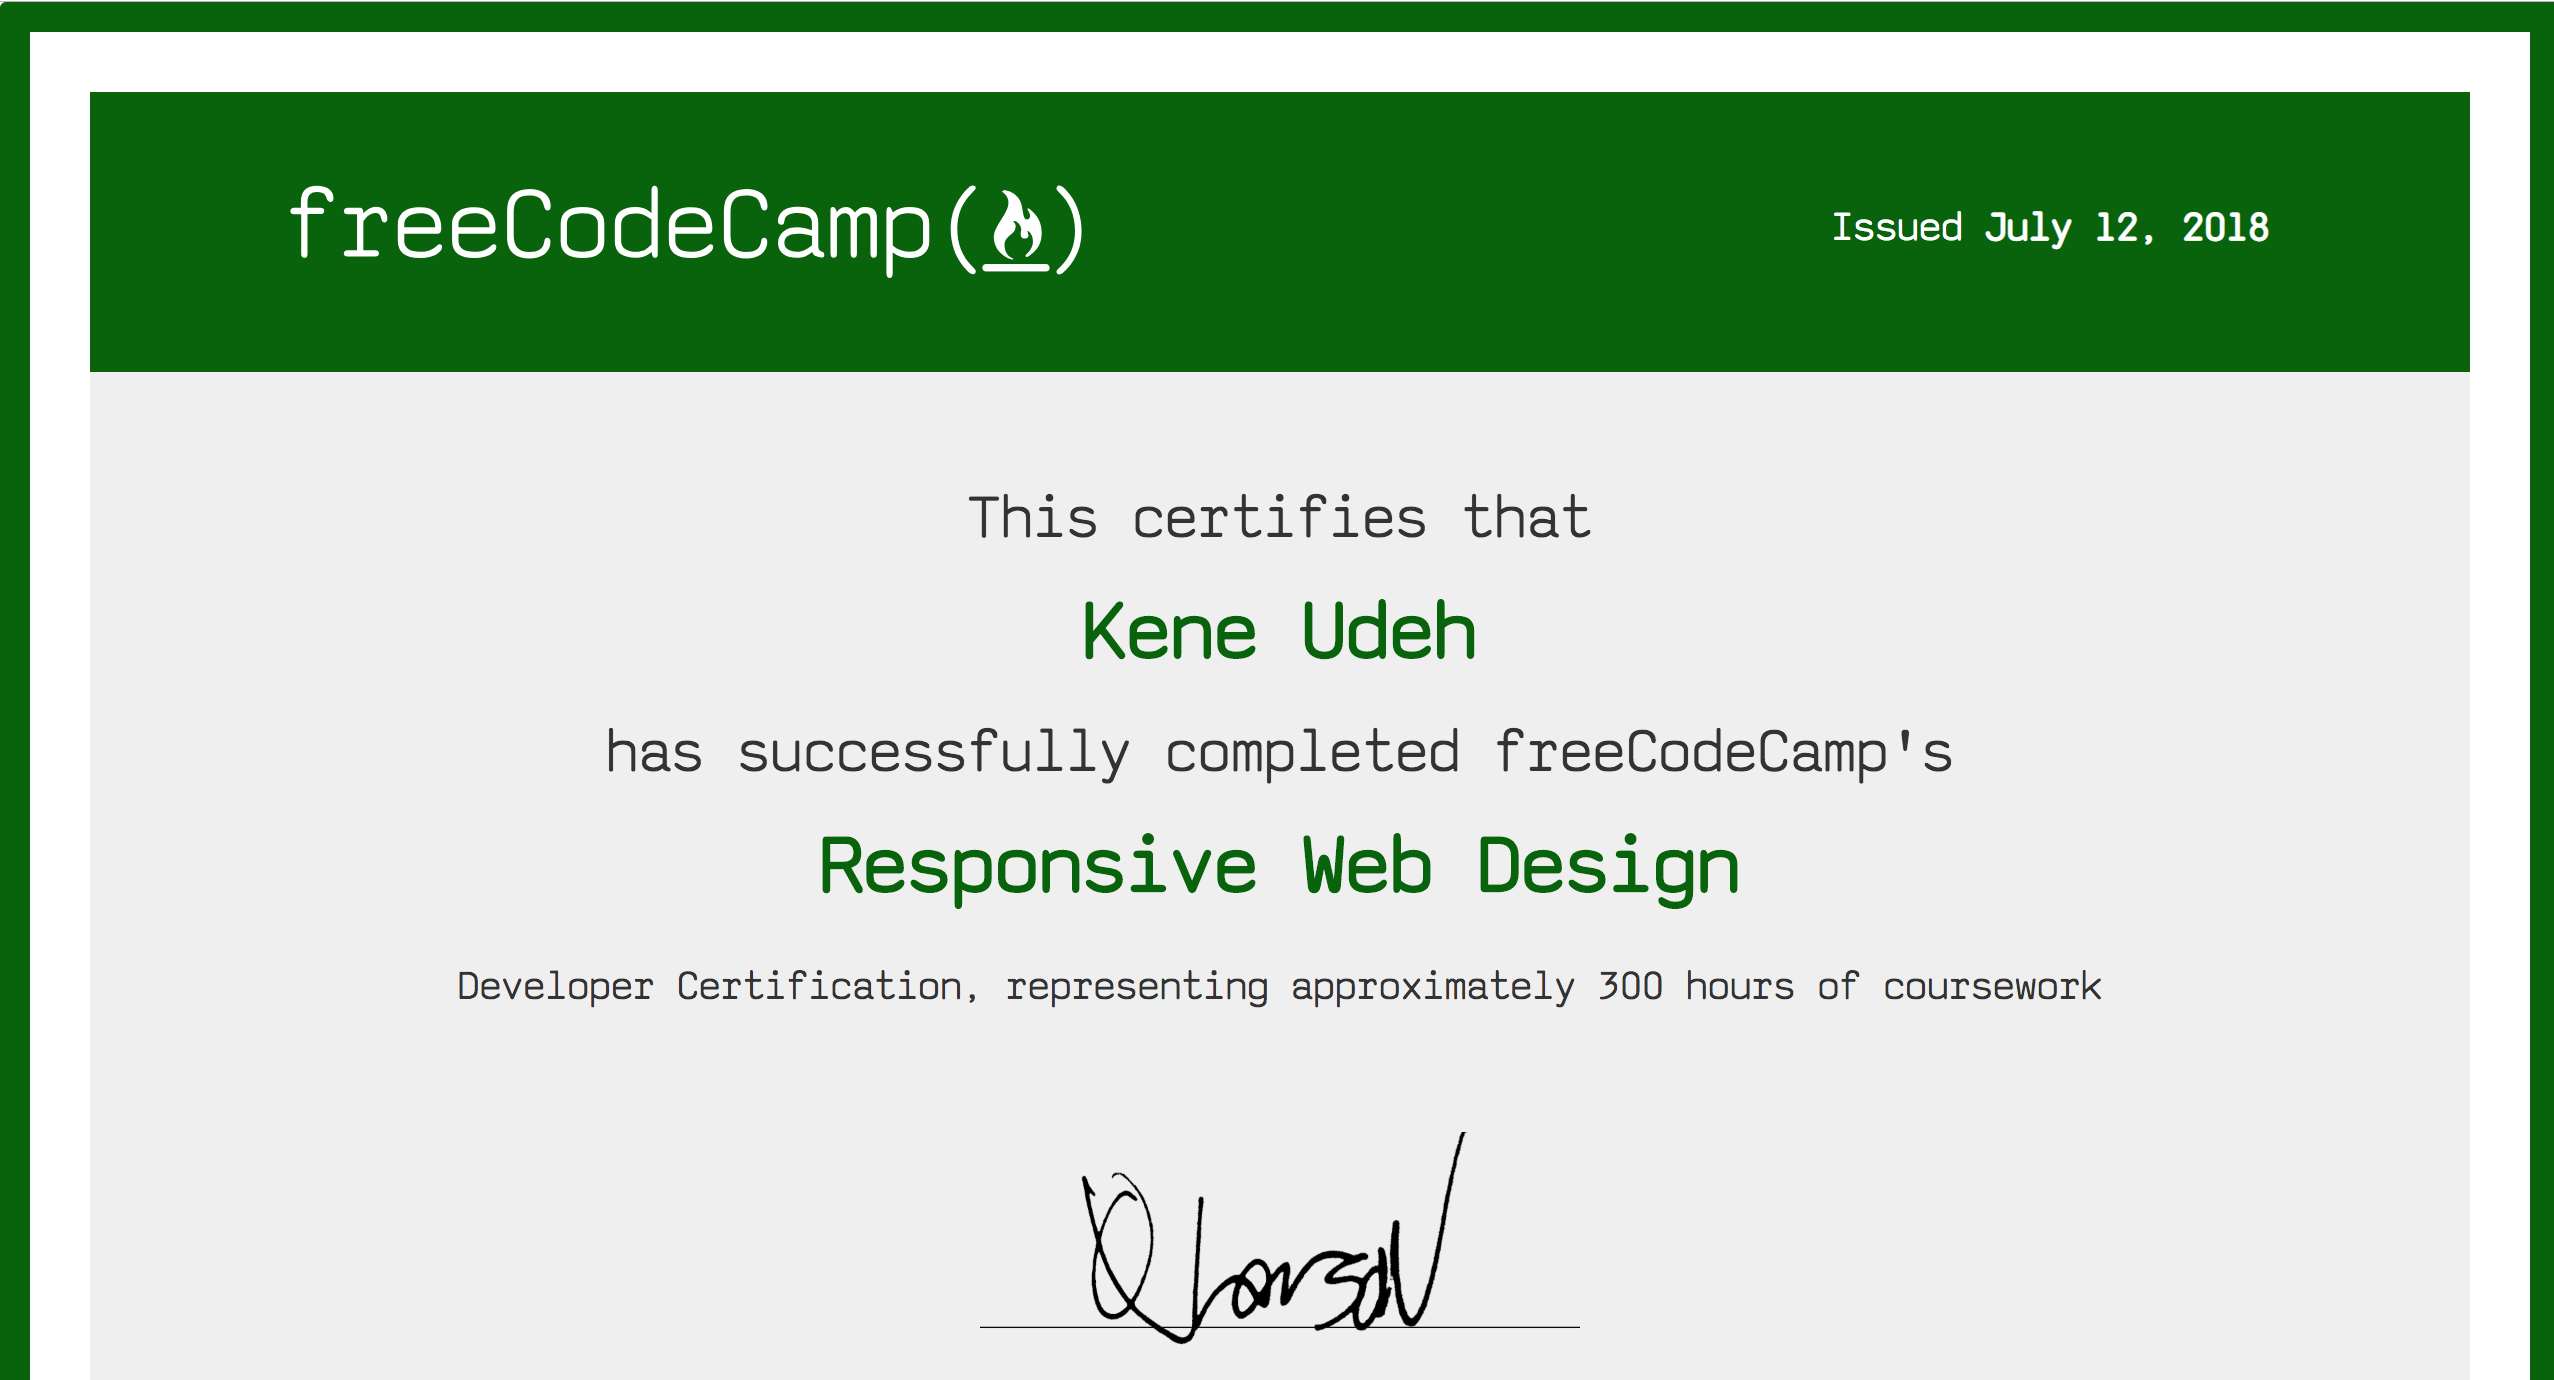 freeCodeCamp(🔥)
Issued July 12, 2018
This certifies that
Kene Udeh
has successfully completed freeCodeCamp's
Responsive Web Design
Developer Certification, representing approximately 300 hours of coursework